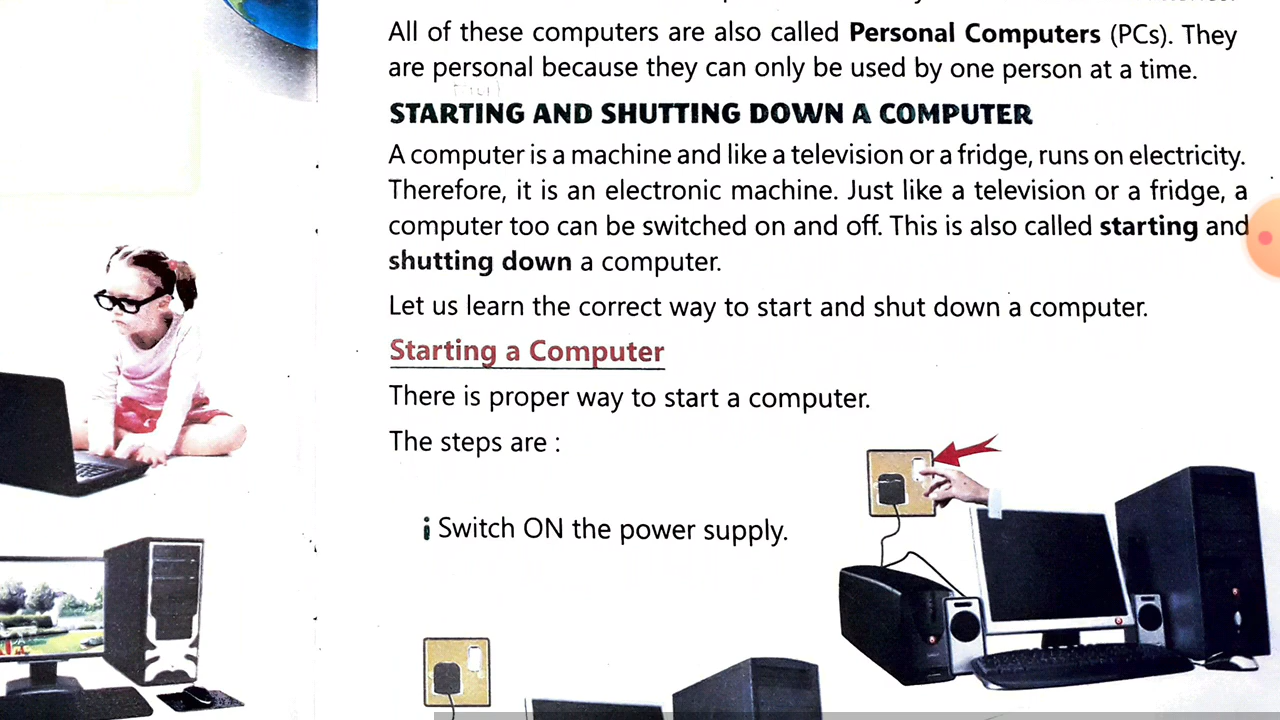 All of these computers are also called Personal Computers (PCs). They
are personal because they can only be used by one person at a time.
STARTING AND SHUTTING DOWN A COMPUTER
A computer is a machine and like a television or a fridge, runs on electricity.
Therefore, it is an electronic machine. Just like a television or a fridge, a
computer too can be switched on and off. This is also called starting and
shutting down a computer.
Let us learn the correct way to start and shut down a computer.
Starting a Computer
There is proper way to start a computer.
The steps are :
i Switch ON the power supply.